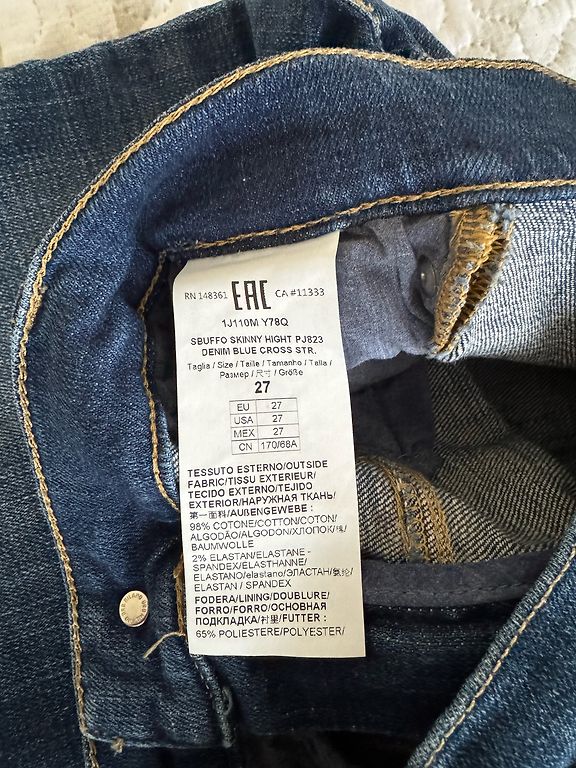 RN 148361 EAC CA #11333
1J110M Y78Q
SBUFFO SKINNY HIGHT PJ823
DENIM BLUE CROSS STR.
Taglia / Size / Taille / Tamanho / Talla /
Размер / 尺寸 / Größe
27
EU 27
USA 27
MEX 27
CN 170/68A
TESSUTO ESTERNO/OUTSIDE
FABRIC/TISSU EXTERIEUR/
TECIDO EXTERNO/TEJIDO
EXTERIOR/НАРУЖНАЯ ТКАНЬ/
第一面料/AUßENGEWEBE :
98% COTONE/COTTON/COTON/
ALGODÃO/ALGODON/ХЛОПОК/棉/
BAUMWOLLE
2% ELASTAN/ELASTANE -
SPANDEX/ELASTHANNE/
ELASTANO/elastano/ЭЛАСТАН/氨纶/
ELASTAN / SPANDEX
FODERA/LINING/DOUBLURE/
FORRO/FORRO/ОСНОВНАЯ
ПОДКЛАДКА/衬里/FUTTER :
65% POLIESTERE/POLYESTER/